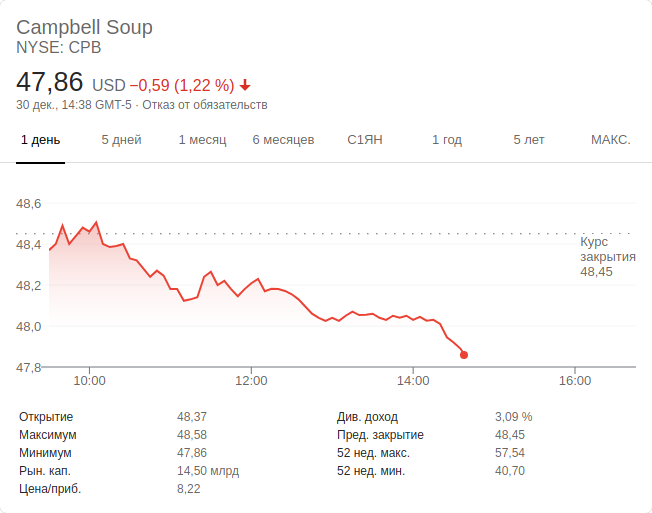 Campbell Soup
NYSE: CPB
47,86 USD −0,59 (1,22 %)
30 дек., 14:38 GMT-5 · Отказ от обязательств
1 день 5 дней 1 месяц 6 месяцев С1ЯН 1 год 5 лет МАКС.
48,6
48,4
48,2
48,0
47,8
Курс
закрытия
48,45
10:00 12:00 14:00 16:00
Открытие 48,37
Максимум 48,58
Минимум 47,86
Рын. кап. 14,50 млрд
Цена/приб. 8,22
Див. доход 3,09 %
Пред. закрытие 48,45
52 нед. макс. 57,54
52 нед. мин. 40,70